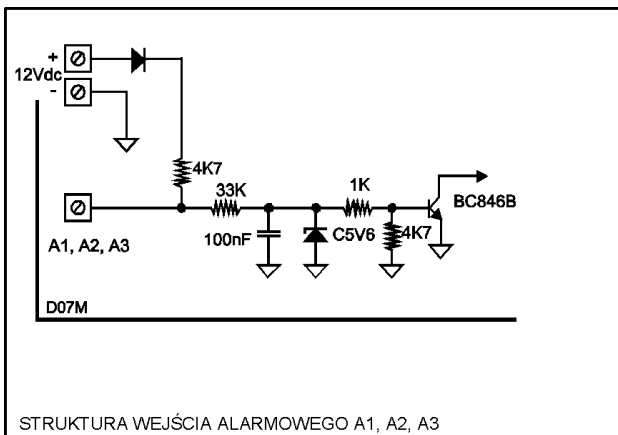 +
12Vdc
-
4K7
33K
1K
BC846B
A1, A2, A3
100nF
C5V6
4K7
D07M
STRUKTURA WEJŚCIA ALARMOWEGO A1, A2, A3